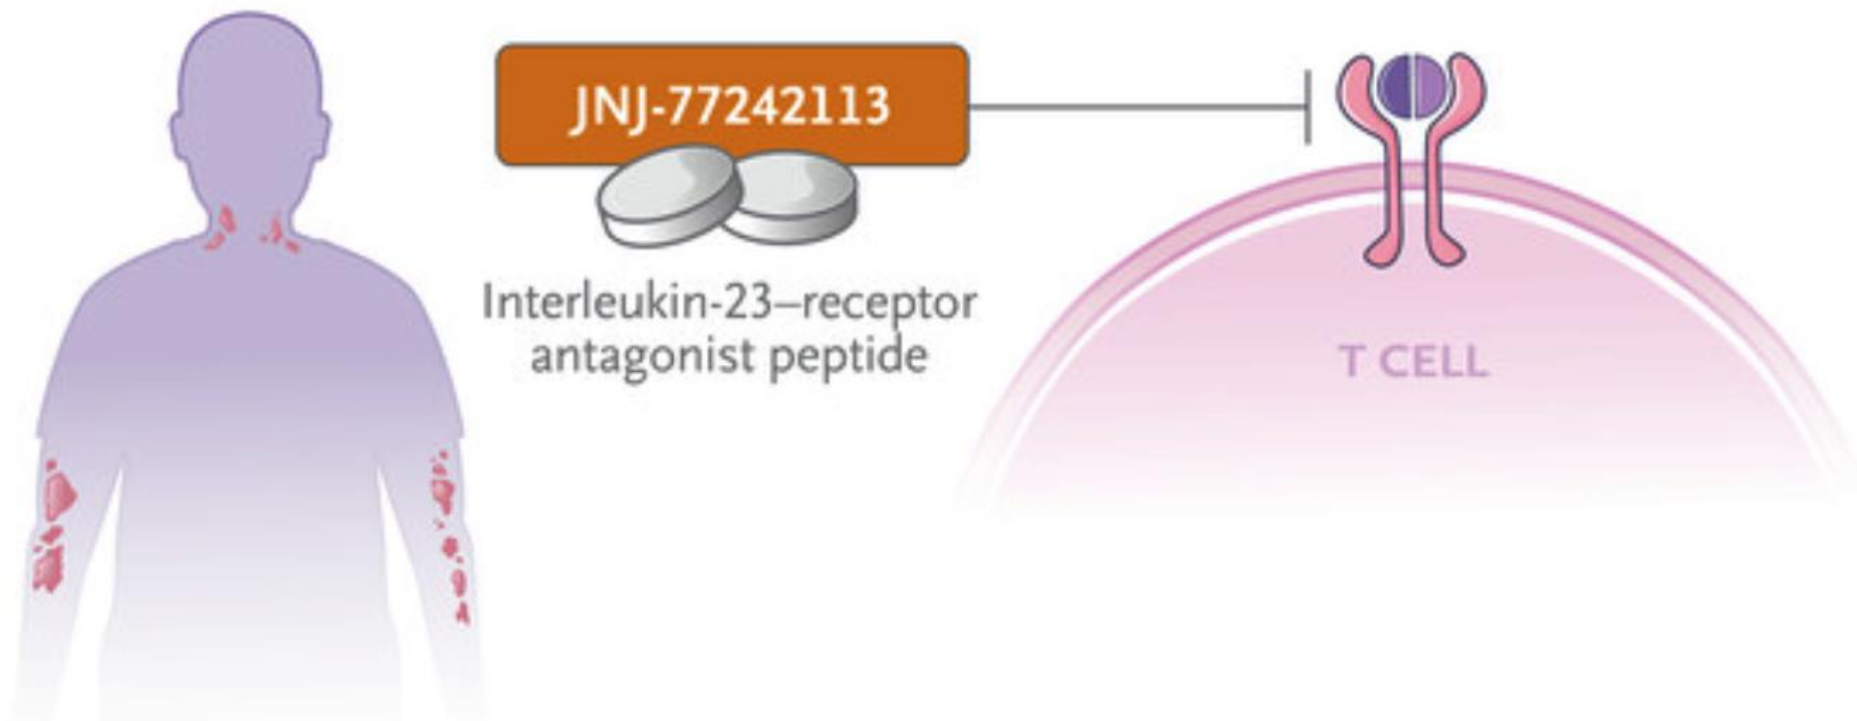 JNJ-77242113
Interleukin-23–receptor
antagonist peptide
T CELL